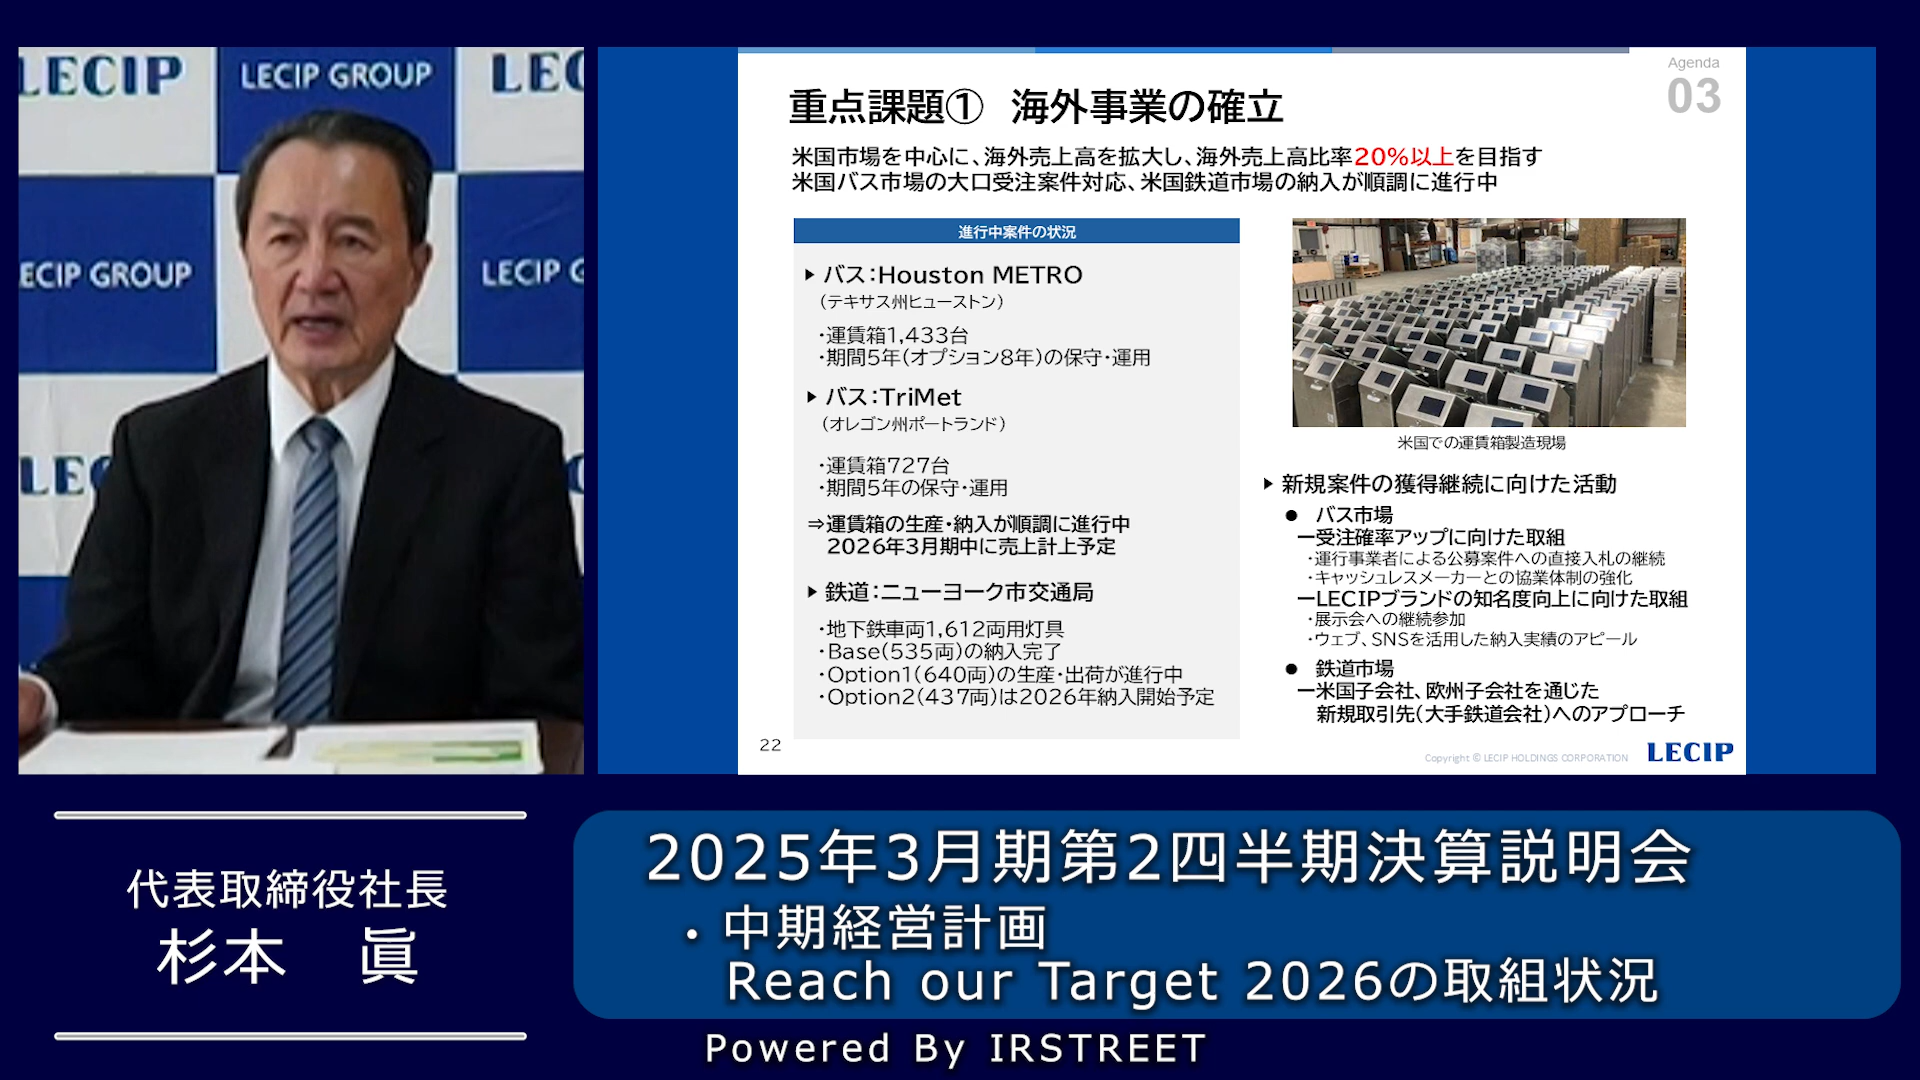 LECIP
LECIP GROUP
LEC
ECIP GROUP
LECIP G
LEC
Agenda
03
重点課題① 海外事業の確立
米国市場を中心に、海外売上高を拡大し、海外売上高比率20%以上を目指す
米国バス市場の大口受注案件対応、米国鉄道市場の納入が順調に進行中
進行中案件の状況
バス：Houston METRO
（テキサス州ヒューストン）
・運賃箱1,433台
・期間5年（オプション8年）の保守・運用
バス：TriMet
（オレゴン州ポートランド）
・運賃箱727台
・期間5年の保守・運用
⇒運賃箱の生産・納入が順調に進行中
2026年3月期中に売上計上予定
鉄道：ニューヨーク市交通局
・地下鉄車両1,612両用灯具
・Base（535両）の納入完了
・Option1（640両）の生産・出荷が進行中
・Option2（437両）は2026年納入開始予定
米国での運賃箱製造現場
新規案件の獲得継続に向けた活動
● バス市場
ー受注確率アップに向けた取組
・運行事業者による公募案件への直接入札の継続
・キャッシュレスメーカーとの協業体制の強化
ーLECIPブランドの知名度向上に向けた取組
・展示会への継続参加
・ウェブ、SNSを活用した納入実績のアピール
● 鉄道市場
ー米国子会社、欧州子会社を通じた
新規取引先（大手鉄道会社）へのアプローチ
22
Copyright © LECIP HOLDINGS CORPORATION
LECIP
代表取締役社長
杉本 眞
2025年3月期第2四半期決算説明会
・中期経営計画
Reach our Target 2026の取組状況
Powered By IRSTREET